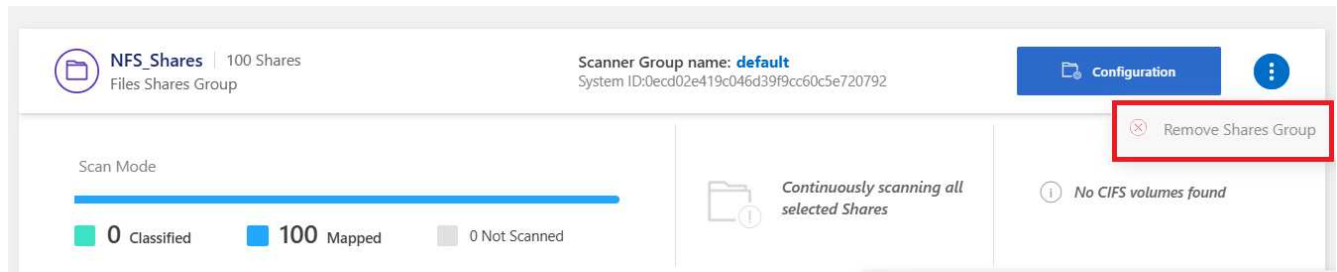 NFS_Shares | 100 Shares
Files Shares Group
Scanner Group name: default
System ID:0ecd02e419c046d39f9cc60c5e720792
Configuration
Remove Shares Group
Scan Mode
0 Classified
100 Mapped
0 Not Scanned
Continuously scanning all
selected Shares
No CIFS volumes found